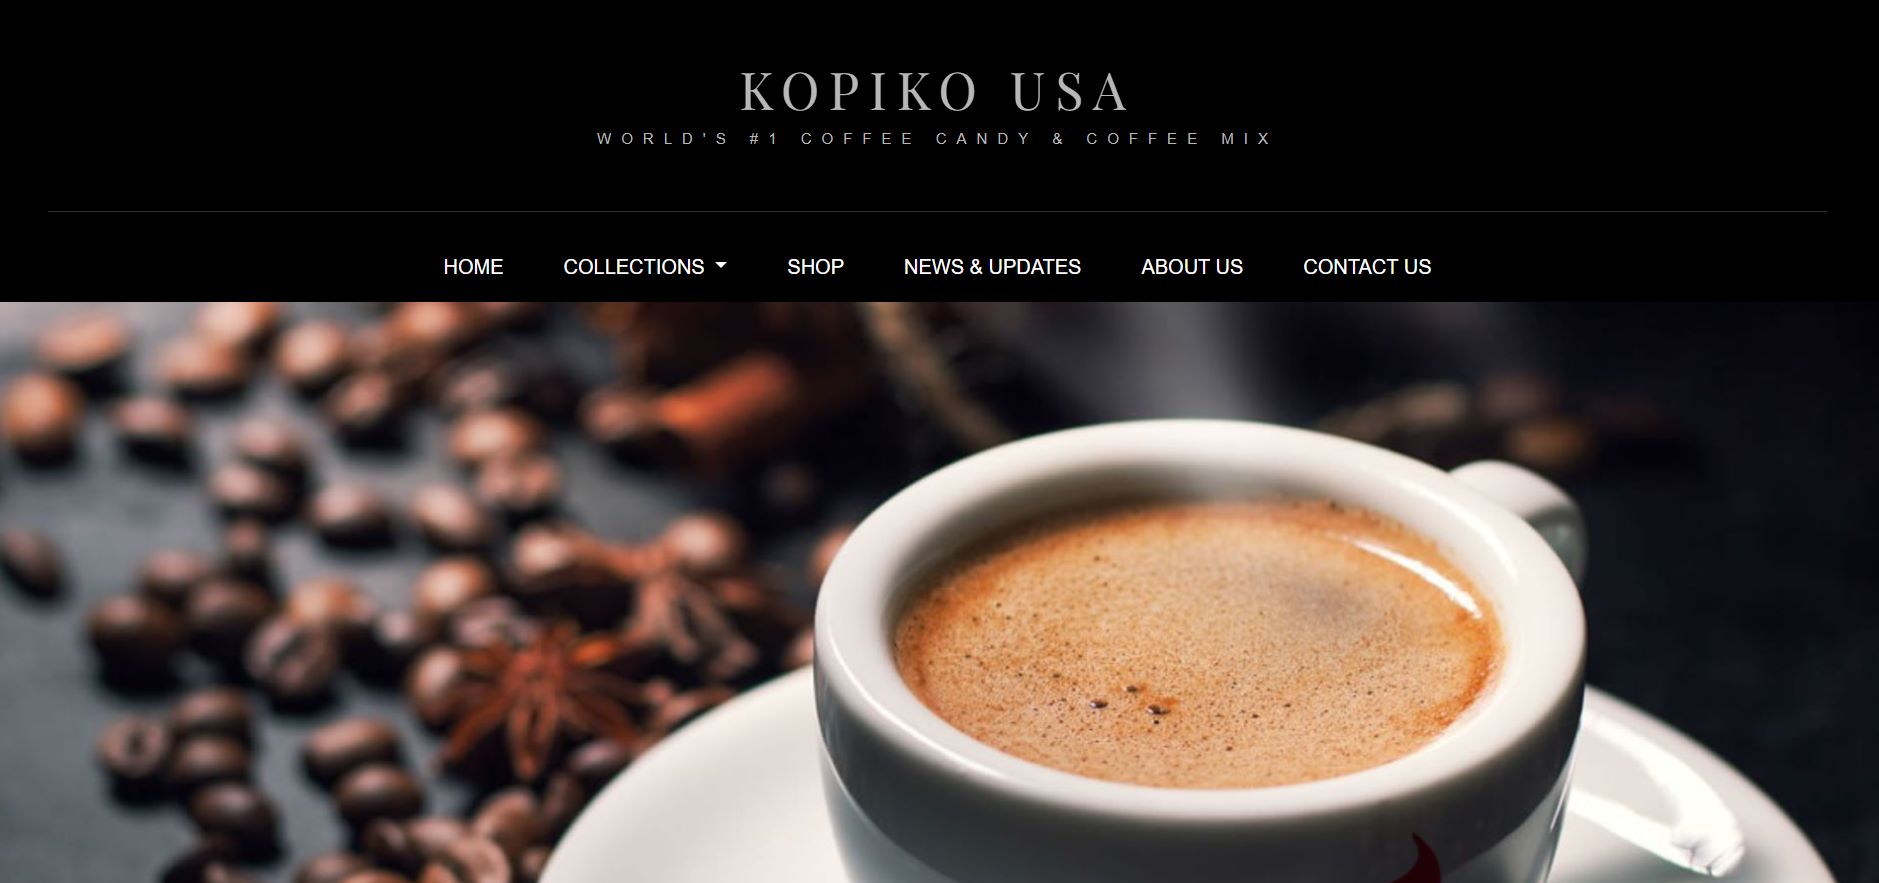 KOPIKO USA
WORLD'S #1 COFFEE CANDY & COFFEE MIX
HOME COLLECTIONS SHOP NEWS & UPDATES ABOUT US CONTACT US